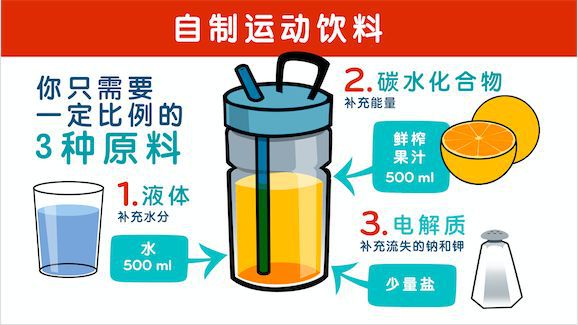 自制运动饮料
你只需要
一定比例的
3种原料
1.液体
补充水分
水
500 ml
2.碳水化合物
补充能量
鲜榨
果汁
500 ml
3.电解质
补充流失的钠和钾
少量盐